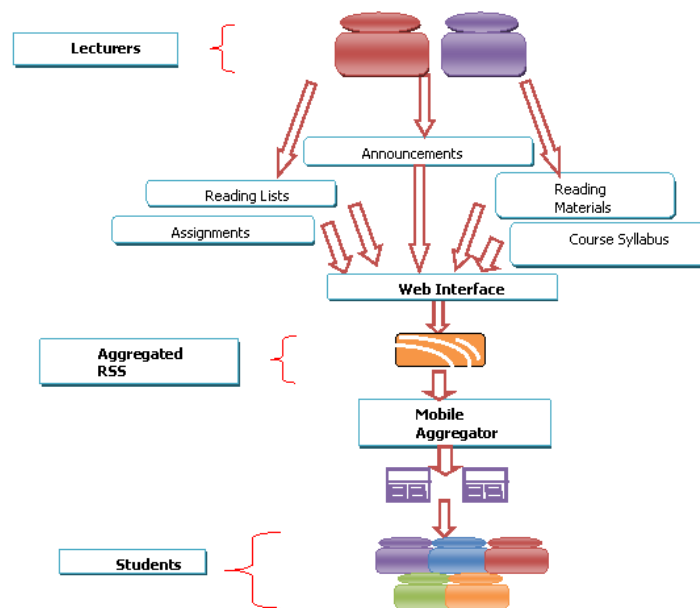 Lecturers
Announcements
Reading Lists
Reading
Materials
Assignments
Course Syllabus
Web Interface
Aggregated
RSS
Mobile
Aggregator
Students